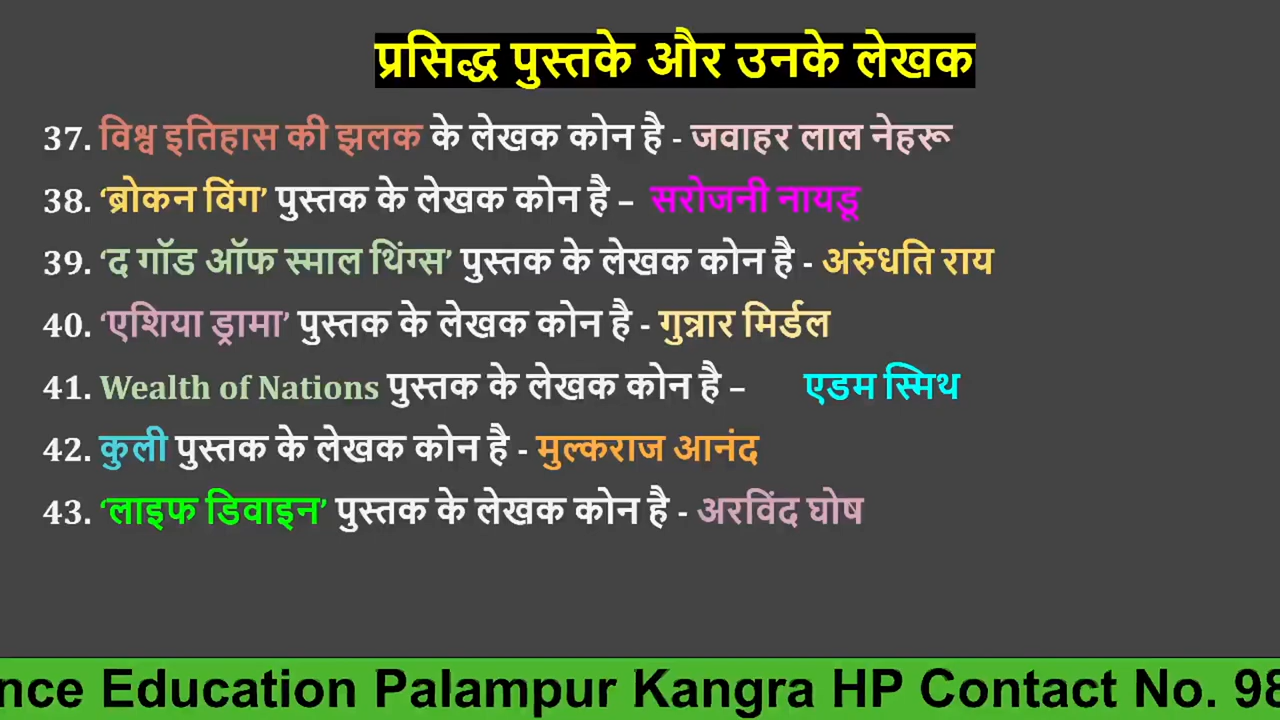 प्रसिद्ध पुस्तके और उनके लेखक
37. विश्व इतिहास की झलक के लेखक कोन है - जवाहर लाल नेहरू
38. ‘ब्रोकन विंग’ पुस्तक के लेखक कोन है – सरोजनी नायडू
39. ‘द गॉड ऑफ स्माल थिंग्स’ पुस्तक के लेखक कोन है - अरुंधति राय
40. ‘एशिया ड्रामा’ पुस्तक के लेखक कोन है - गुन्नार मिर्डल
41. Wealth of Nations पुस्तक के लेखक कोन है – एडम स्मिथ
42. कुली पुस्तक के लेखक कोन है - मुल्कराज आनंद
43. ‘लाइफ डिवाइन’ पुस्तक के लेखक कोन है - अरविंद घोष
nce Education Palampur Kangra HP Contact No. 98